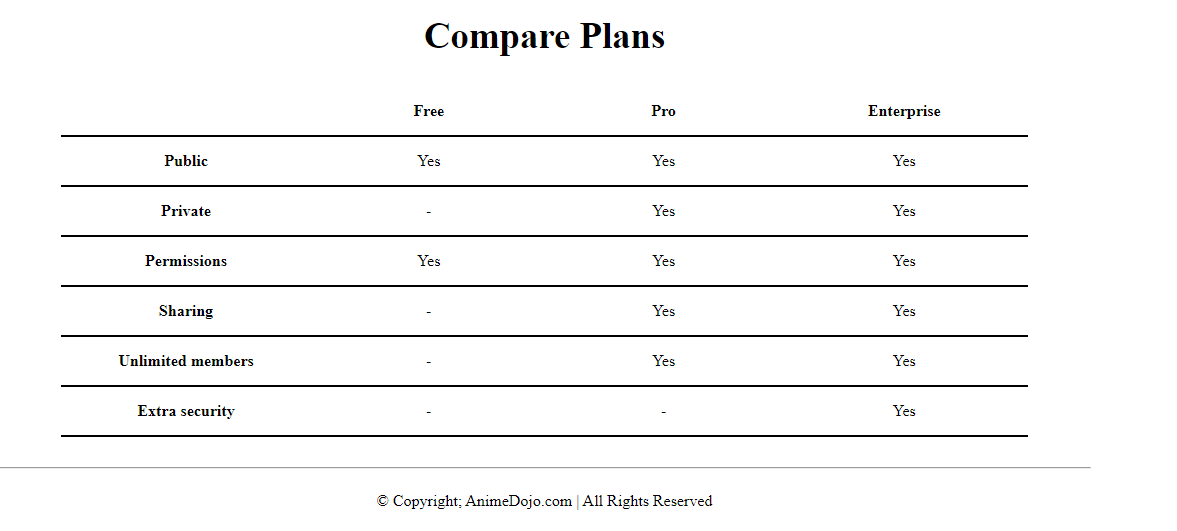 Compare Plans
Free Pro Enterprise
Public Yes Yes Yes
Private - Yes Yes
Permissions Yes Yes Yes
Sharing - Yes Yes
Unlimited members - Yes Yes
Extra security - - Yes
© Copyright; AnimeDojo.com | All Rights Reserved